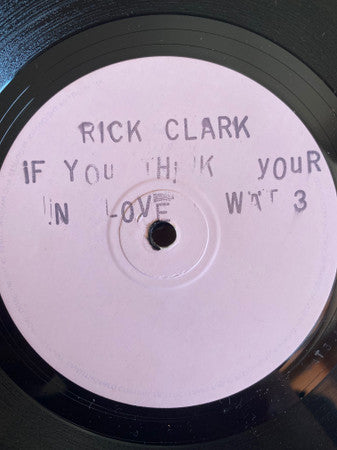 RICK CLARK
IF YOU THINK YOUR
IN LOVE WAT 3